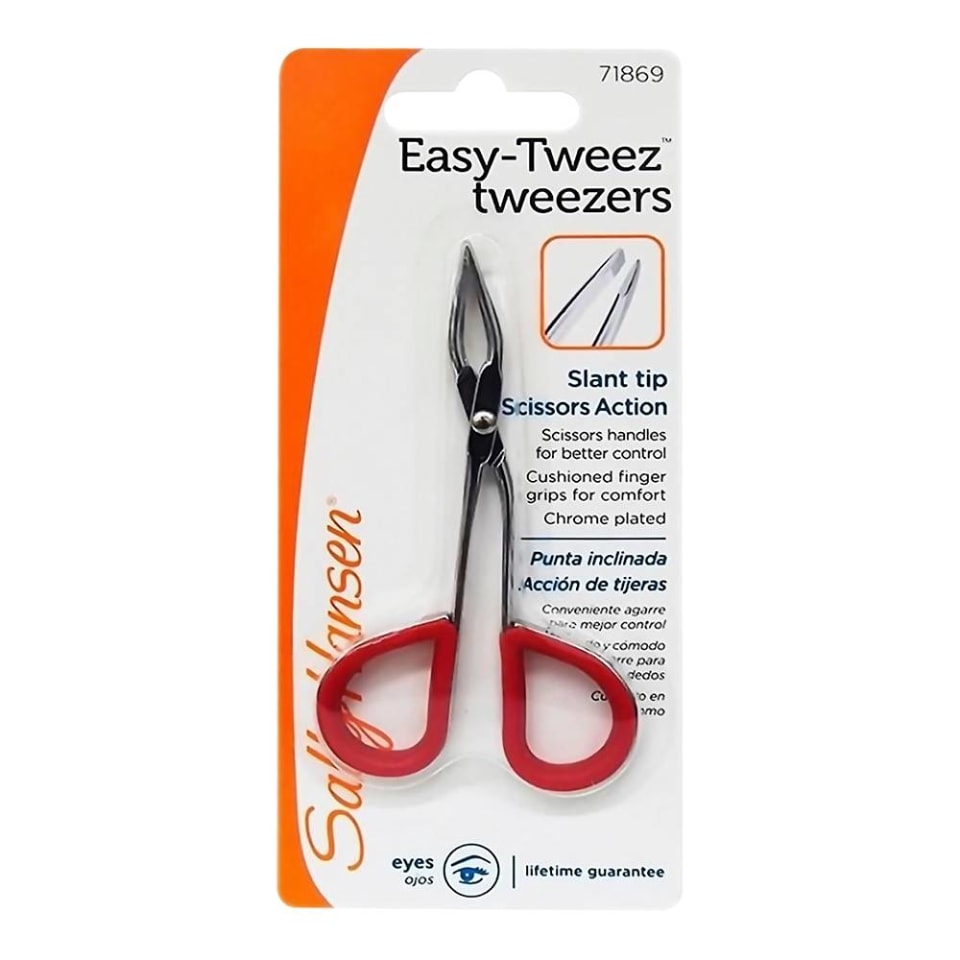 71869
Easy-Tweez™
tweezers
Slant tip
Scissors Action
Scissors handles
for better control
Cushioned finger
grips for comfort
Chrome plated
Punta inclinada
Acción de tijeras
Conveniente agarre
para mejor control
y cómodo
para
dedos
en
Sally Hansen®
eyes
ojos
lifetime guarantee